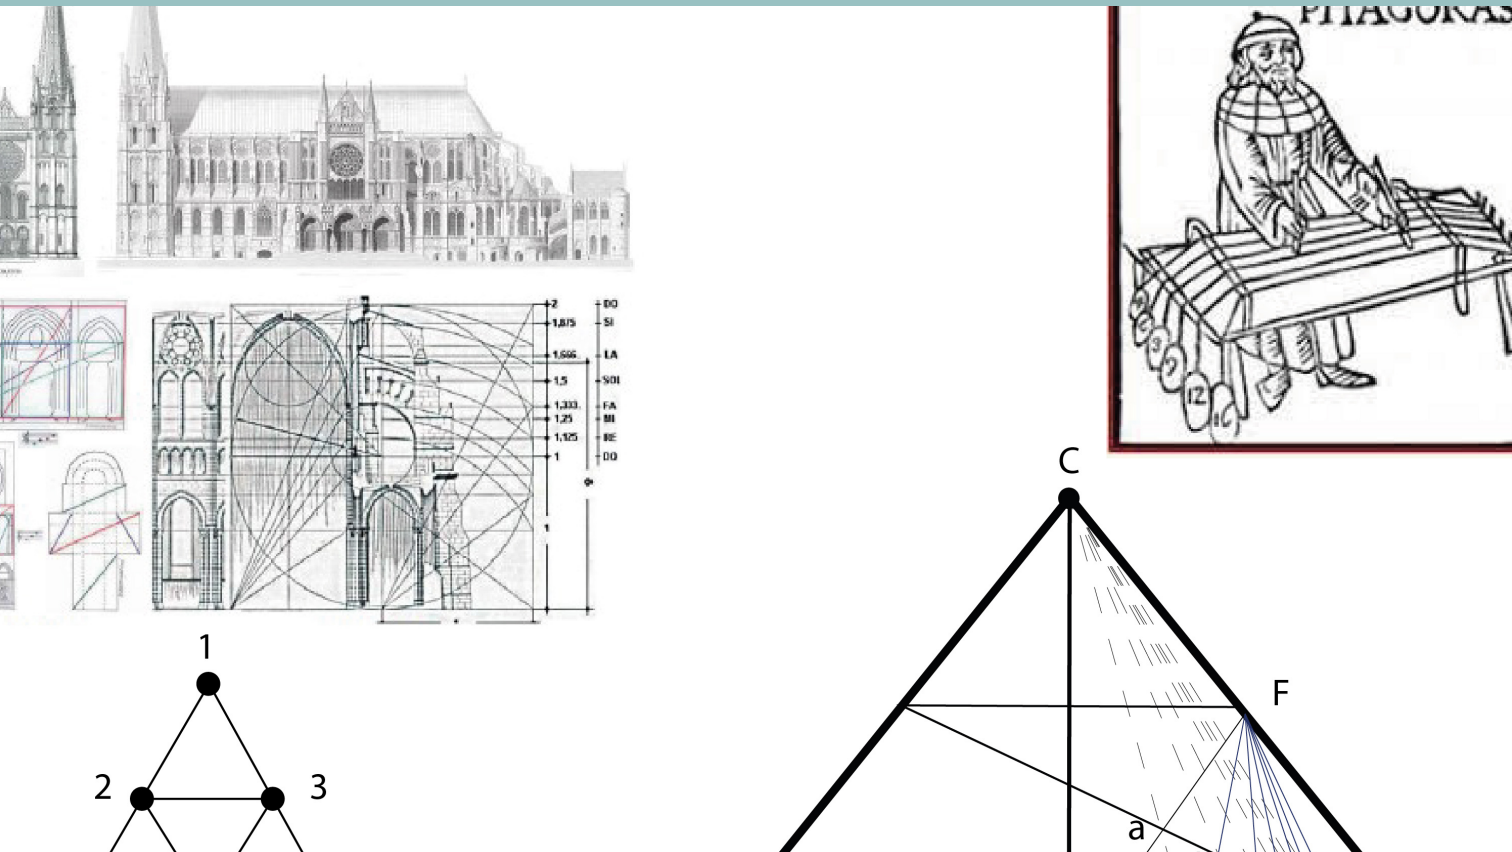 PITAGORAS
2 DO
1,875 SI
1,666 LA
1,5 SOL
1,333 FA
1,25 MI
1,125 RE
1 DO
1
12
C
F
a
1
2
3